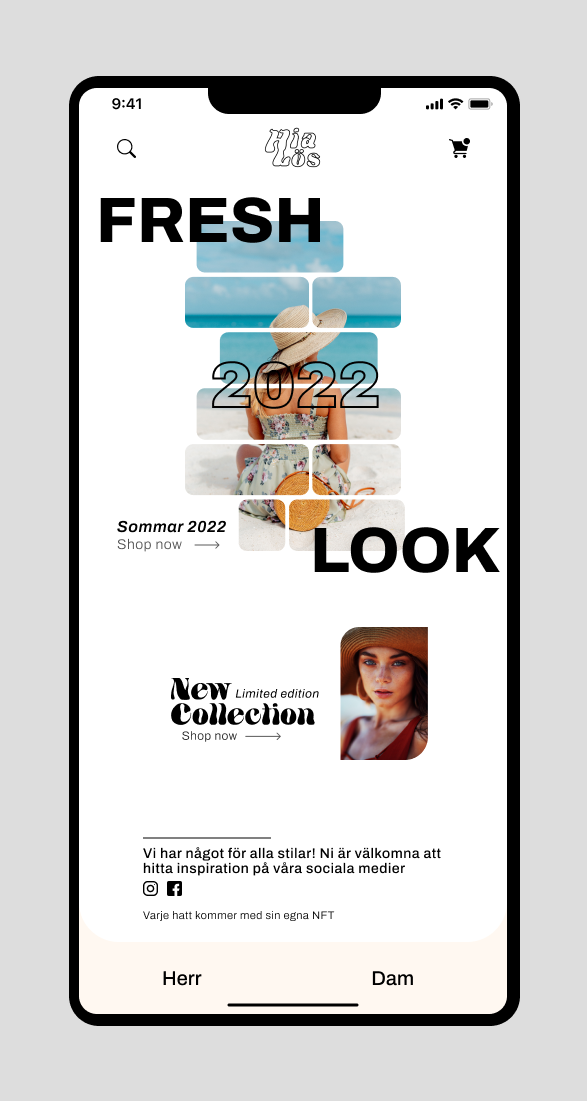 9:41
Hia
Lös
FRESH
2022
Sommar 2022
Shop now
LOOK
New Limited edition
Collection
Shop now
Vi har något för alla stilar! Ni är välkomna att
hitta inspiration på våra sociala medier
Varje hatt kommer med sin egna NFT
Herr
Dam